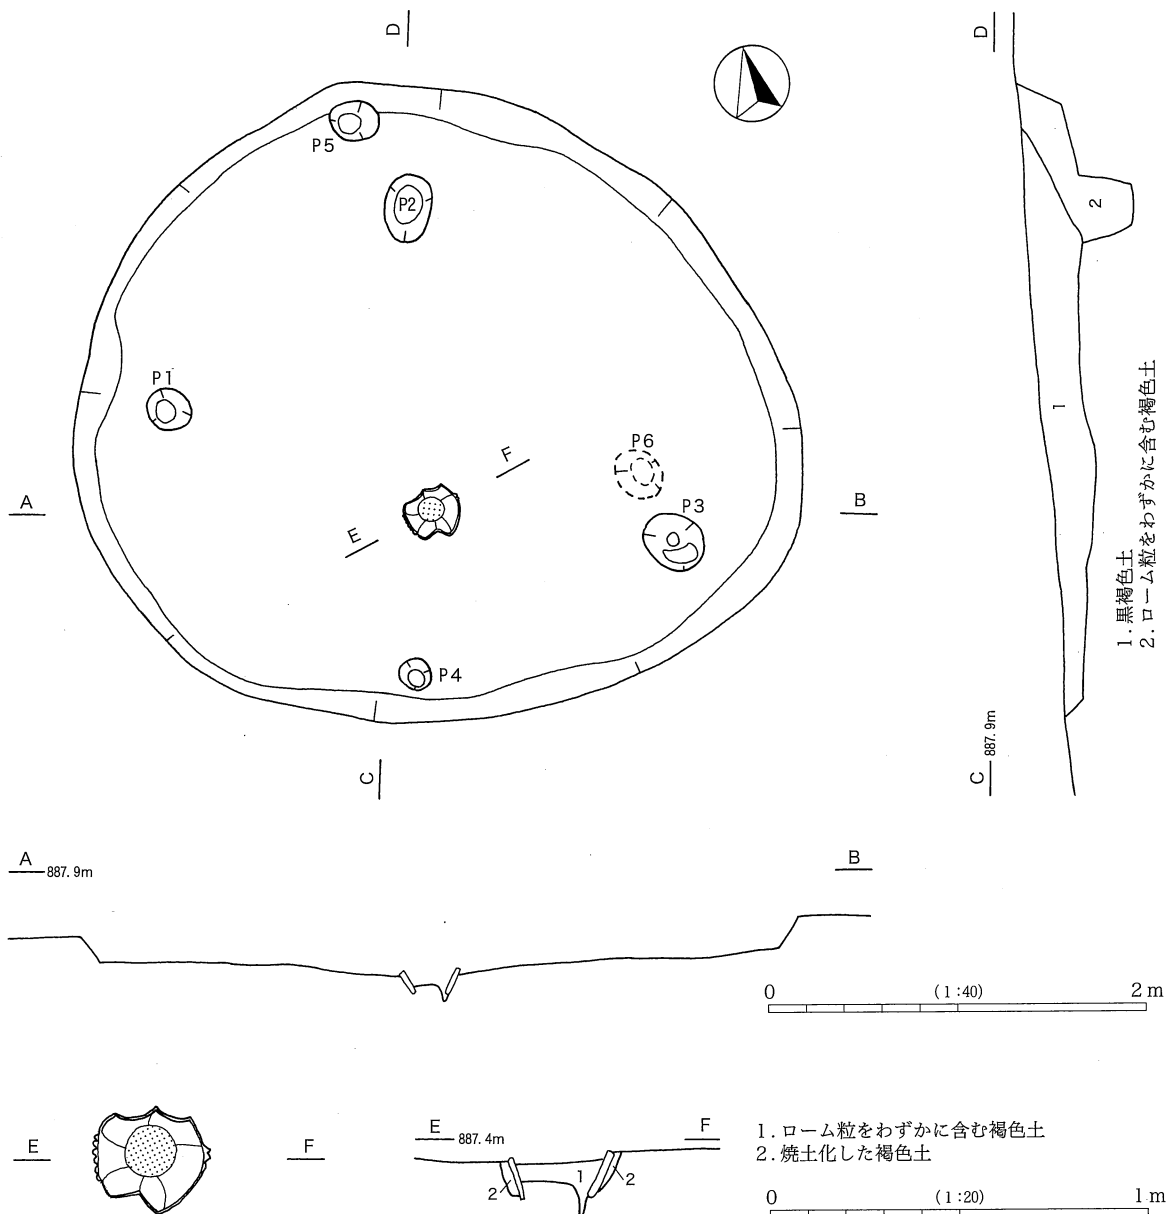 D
D
P5
P2
2
P1
1
F
P6
A
B
P3
E
1.黒褐色土
2.ローム粒をわずかに含む褐色土
P4
C
C 887.9m
A 887.9m
B
0 (1:40) 2m
E
F
E 887.4m
F
1
2
2
1.ローム粒をわずかに含む褐色土
2.焼土化した褐色土
0 (1:20) 1m